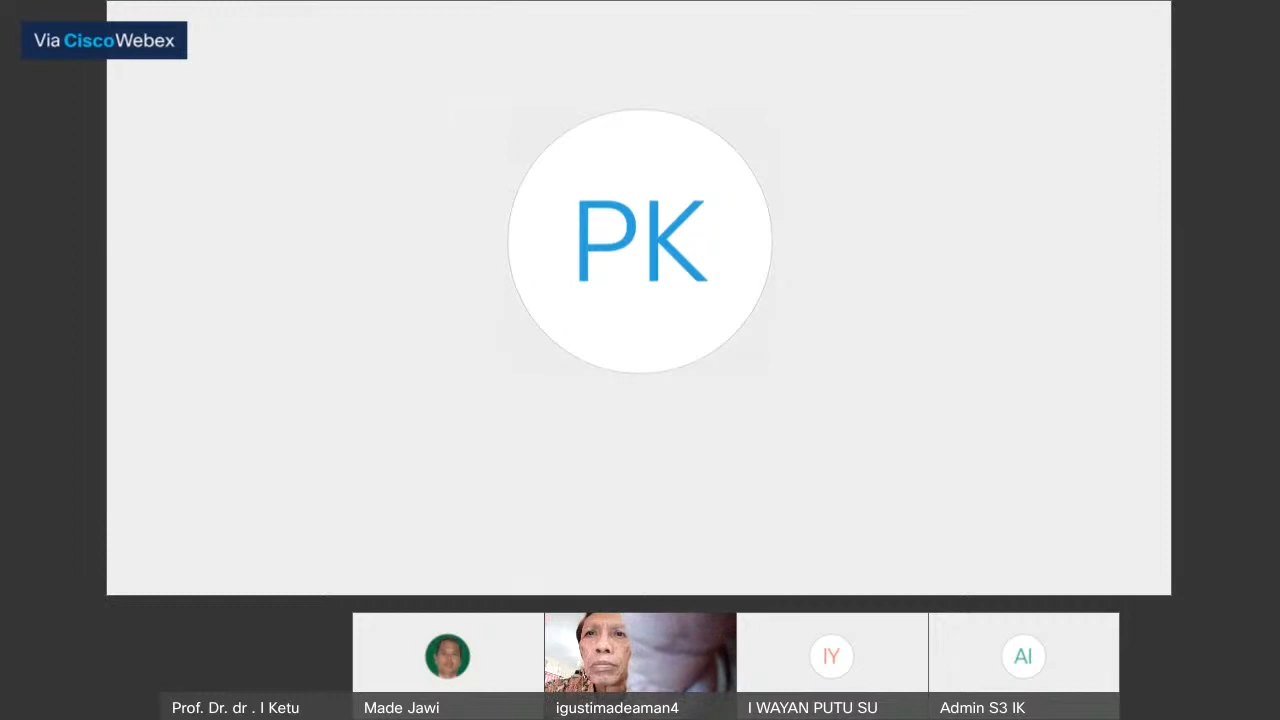 Via CiscoWebex
PK
IY
AI
Prof. Dr. dr . I Ketu
Made Jawi
igustimadeaman4
I WAYAN PUTU SU
Admin S3 IK